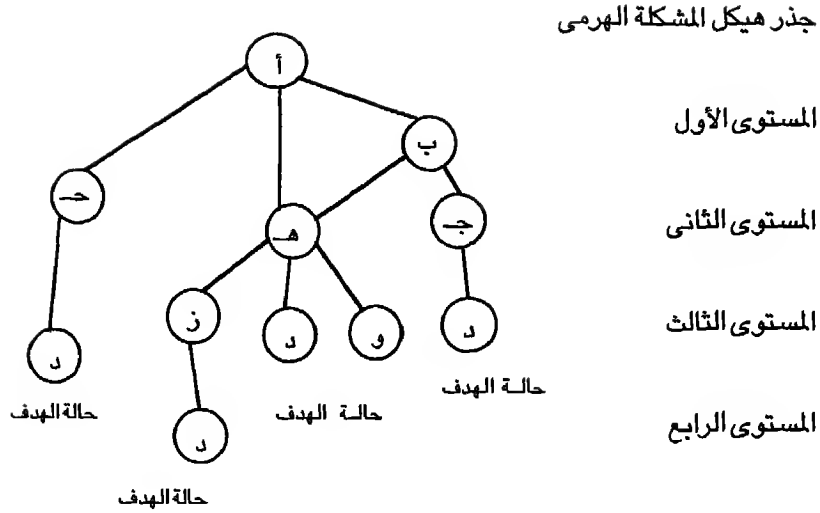 جذر هيكل المشكلة الهرمى
أ
المستوى الأول
ب
حـ
هـ
جـ
المستوى الثانى
ز
د
و
د
د
المستوى الثالث
حالة الهدف
حالة الهدف
حالة الهدف
د
المستوى الرابع
حالة الهدف